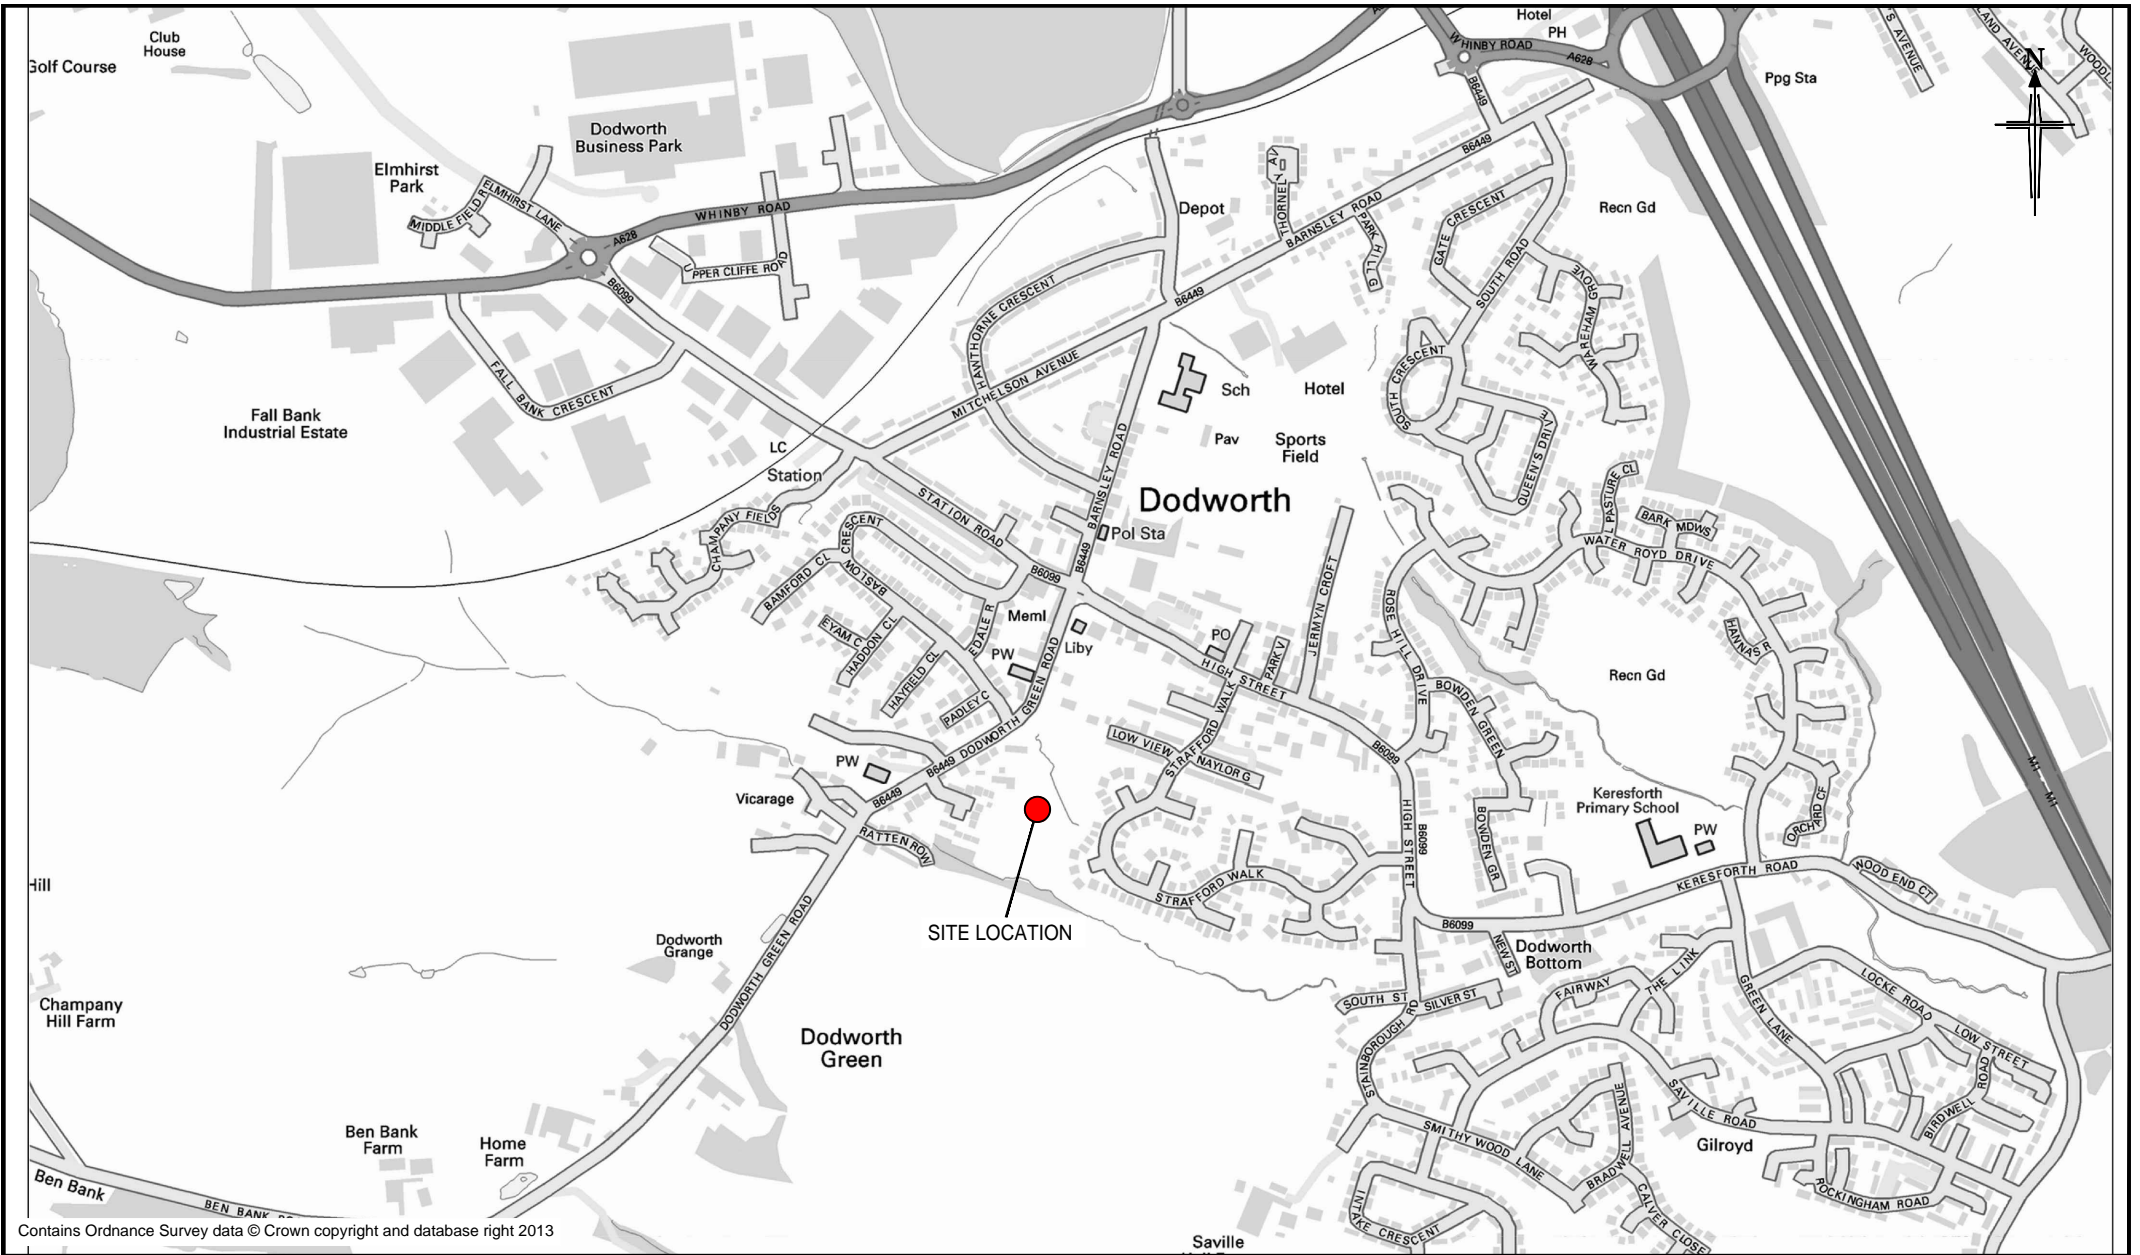 Club
House
Golf Course
Hotel
PH
WHINBY ROAD
A628
B6449
Ppg Sta
N
Dodworth
Business Park
Elmhirst
Park
ELMHIRST LANE
MIDDLE FIELD R
WHINBY ROAD
A628
UPPER CLIFFE ROAD
B6099
Depot
THORNELY AV
B6449
BARNSLEY ROAD
PARK HILL G
GATE CRESCENT
SOUTH ROAD
Recn Gd
WAREHAM GROVE
B6449
HAWTHORNE CRESCENT
MITCHELSON AVENUE
FALL BANK CRESCENT
Fall Bank
Industrial Estate
Sch
Hotel
SOUTH CRESCENT
QUEEN'S DRIVE
Pav
Sports
Field
LC
Station
BARNSLEY ROAD
Dodworth
STATION ROAD
CHAMPANY FIELDS
Pol Sta
B6449
L PASTURE CL
BARK MDWS
WATER ROYD DRIVE
CRESCENT
BASLOW
BAMFORD CL
B6099
EYAM C
HADDON CL
HAYFIELD CL
PADLEY C
EDALE R
Meml
PW
Liby
GREEN ROAD
DODWORTH
B6449
PO
HIGH STREET
PARK V
JERMYN CROFT
ROSE HILL DRIVE
BOWDEN GREEN
Recn Gd
HANNAS R
LOW VIEW
STRAFFORD WALK
NAYLOR G
B6099
PW
Vicarage
B6449
RATTEN ROW
HIGH STREET
B6099
BOWDEN GR
Keresforth
Primary School
PW
ORCHARD CF
M1
M1
KERESFORTH ROAD
WOOD END CT
STRAFFORD WALK
Hill
SITE LOCATION
B6099
NEW ST
Dodworth
Bottom
Dodworth
Grange
DODWORTH GREEN ROAD
Champany
Hill Farm
Dodworth
Green
SOUTH ST
SILVER ST
FAIRWAY
THE LINK
GREEN LANE
LOCKE ROAD
LOW STREET
STAINBOROUGH RD
SAVILLE ROAD
BIRDWELL ROAD
Gilroyd
SMITHY WOOD LANE
BRADWELL AVENUE
ROCKINGHAM ROAD
CALVER CLOSE
INTAKE CRESCENT
Ben Bank
Farm
Home
Farm
Ben Bank
BEN BANK
Saville
Contains Ordnance Survey data © Crown copyright and database right 2013